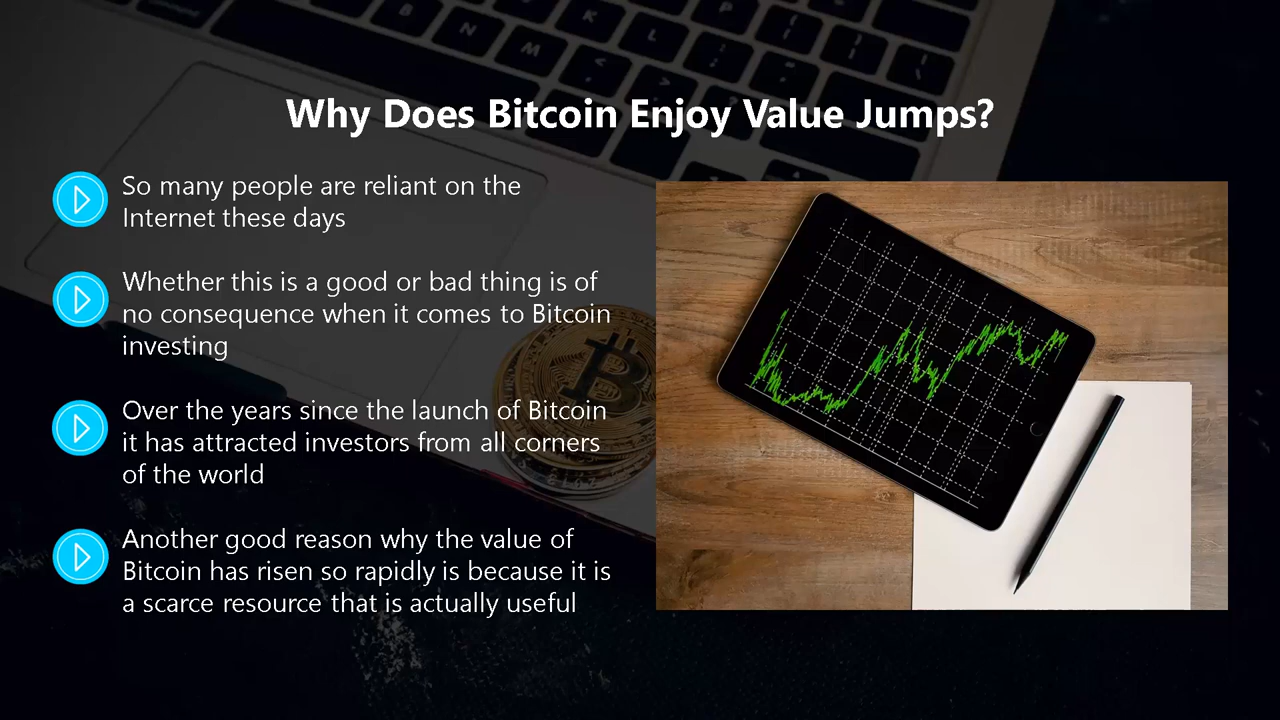 Why Does Bitcoin Enjoy Value Jumps?
So many people are reliant on the
Internet these days
Whether this is a good or bad thing is of
no consequence when it comes to Bitcoin
investing
Over the years since the launch of Bitcoin
it has attracted investors from all corners
of the world
Another good reason why the value of
Bitcoin has risen so rapidly is because it is
a scarce resource that is actually useful